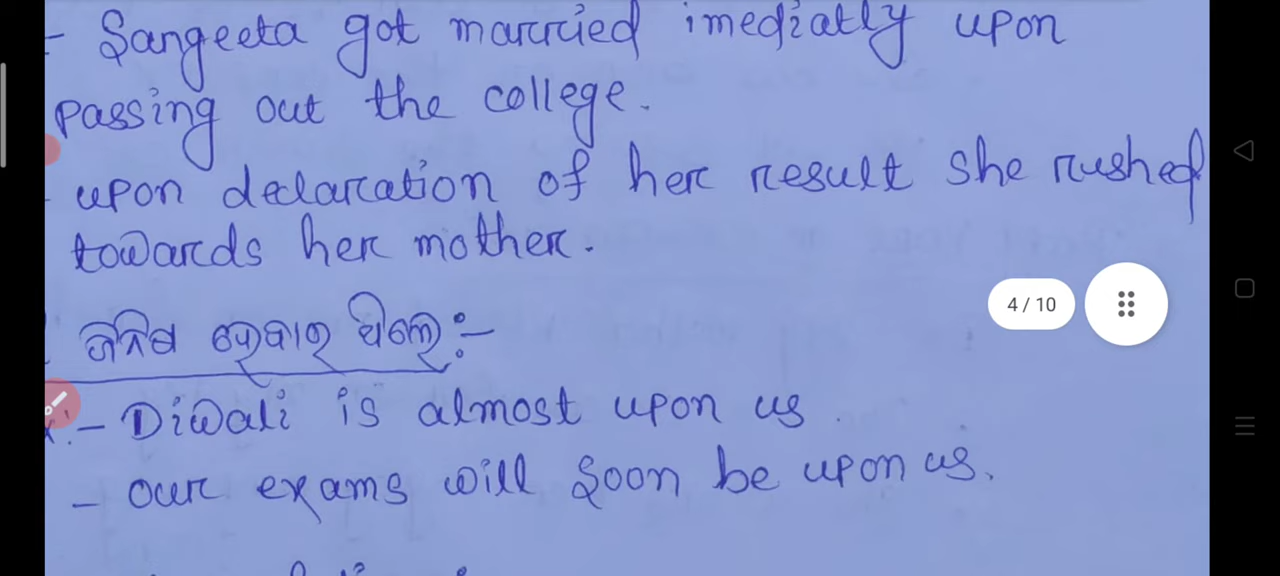 - Sangeeta got married imediatly upon
passing out the college.
- upon declaration of her result she rushed
towards her mother.
ଜିନିଷ ହେବାର ଥିଲେ :-
4 / 10
:- Diwali is almost upon us.
- our exams will soon be upon us.